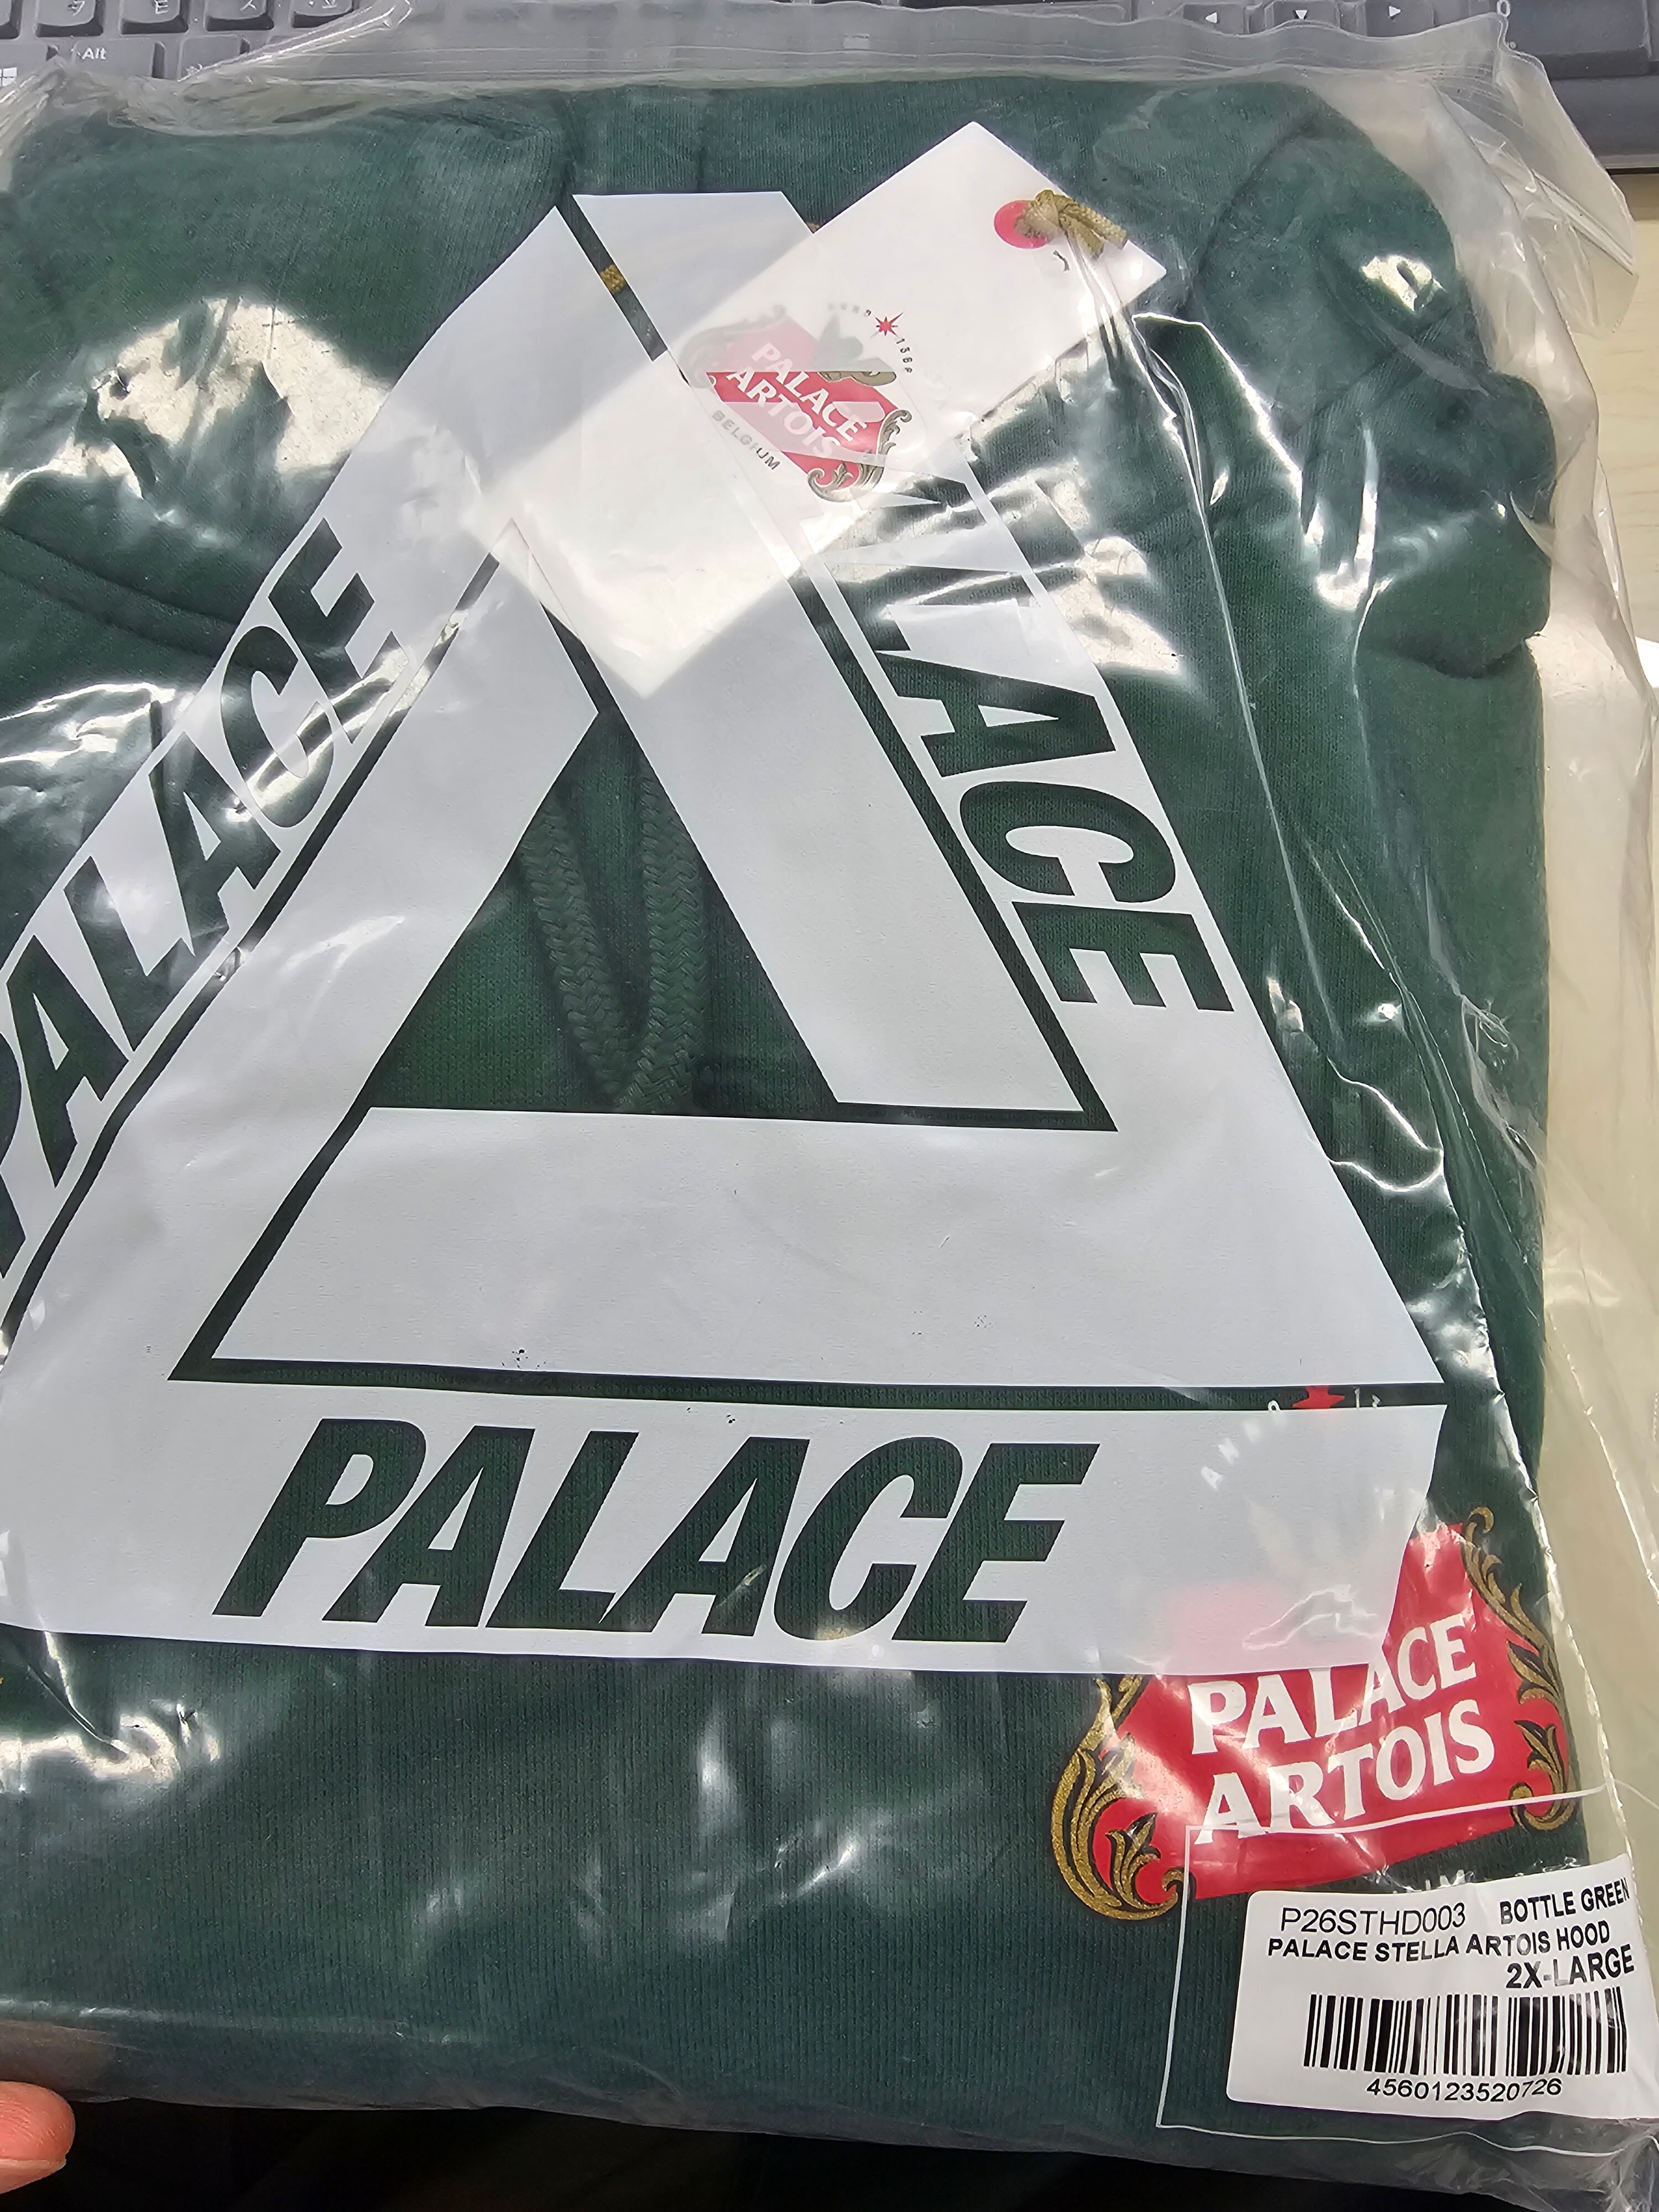 Alt
PALACE
ARTOIS
BELGIUM
PALACE
PALACE
PALACE
ANNO
PALACE
ARTOIS
P26STHD003 BOTTLE GREEN
PALACE STELLA ARTOIS HOOD
2X-LARGE
4560123520726